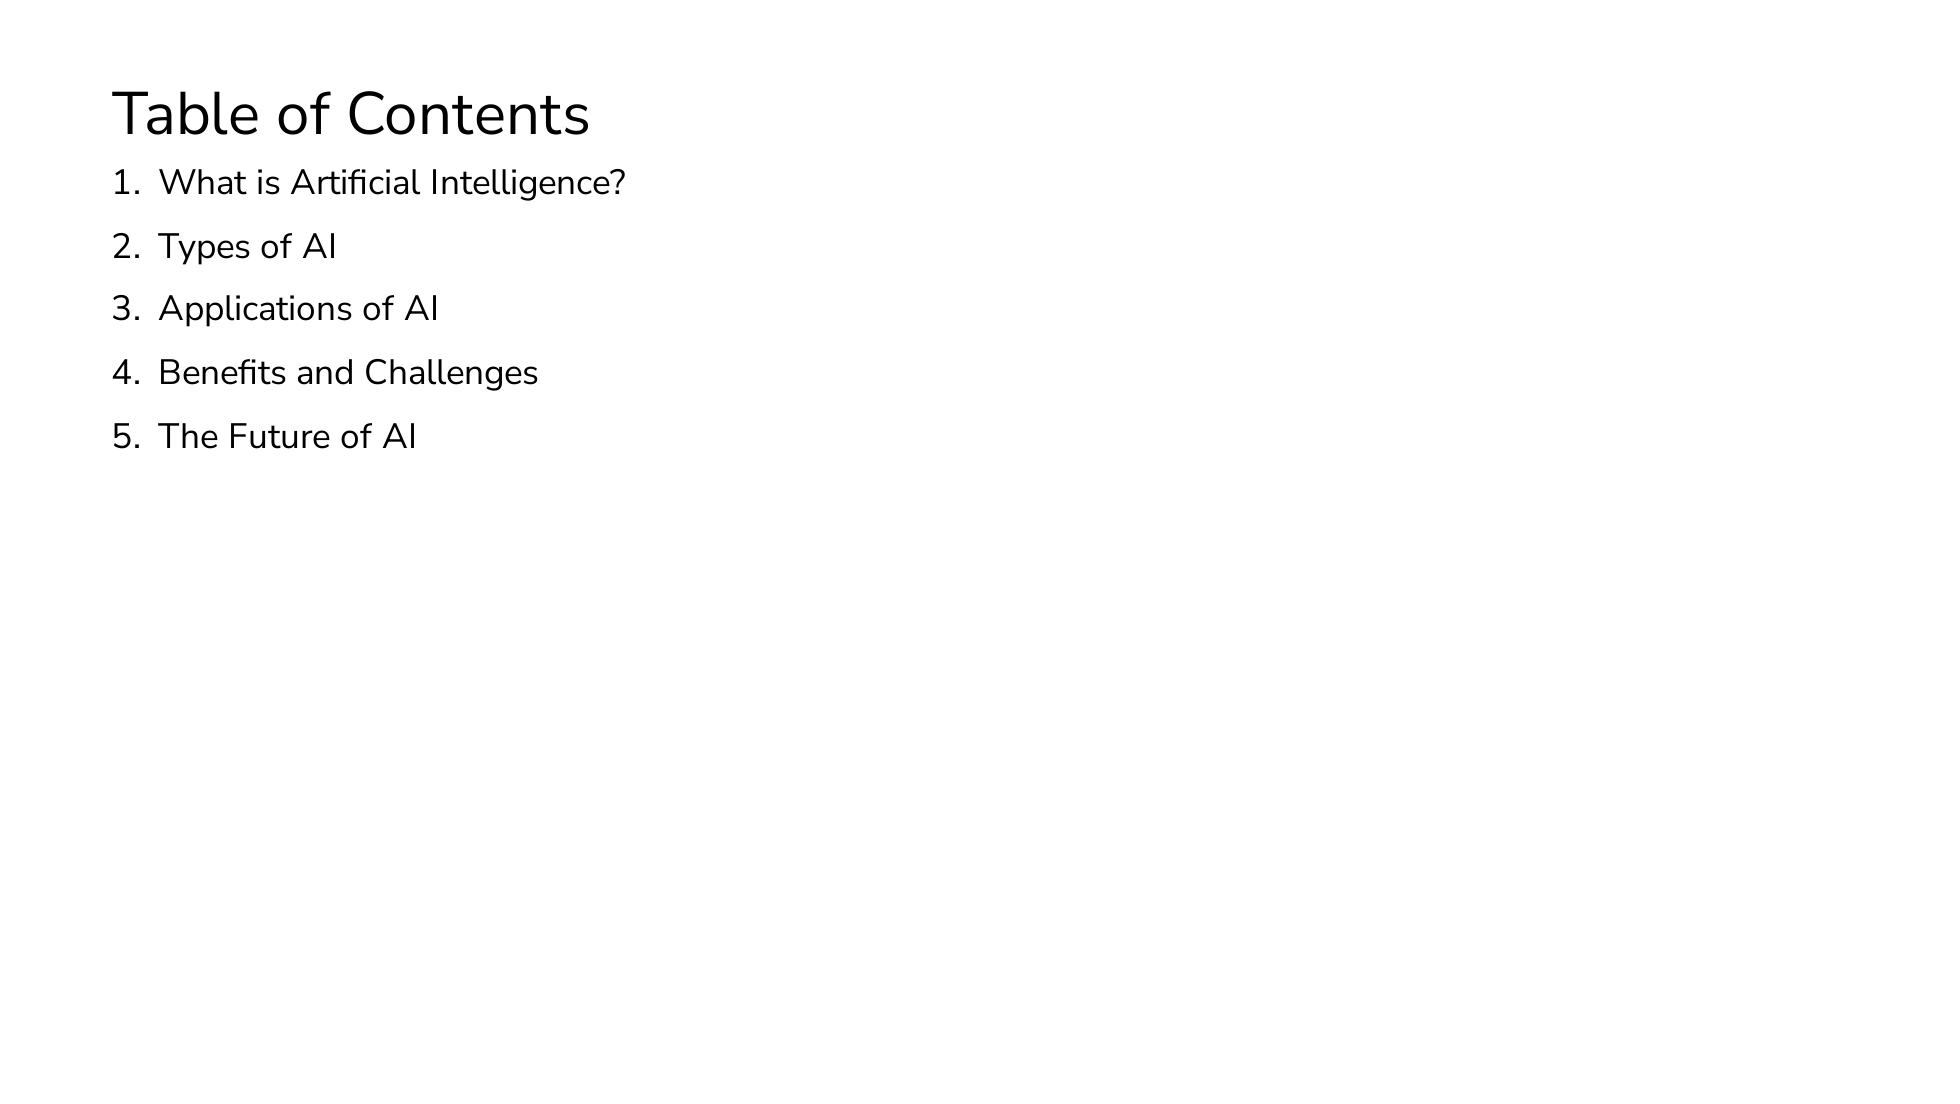 Table of Contents
1. What is Artificial Intelligence?
2. Types of AI
3. Applications of AI
4. Benefits and Challenges
5. The Future of AI